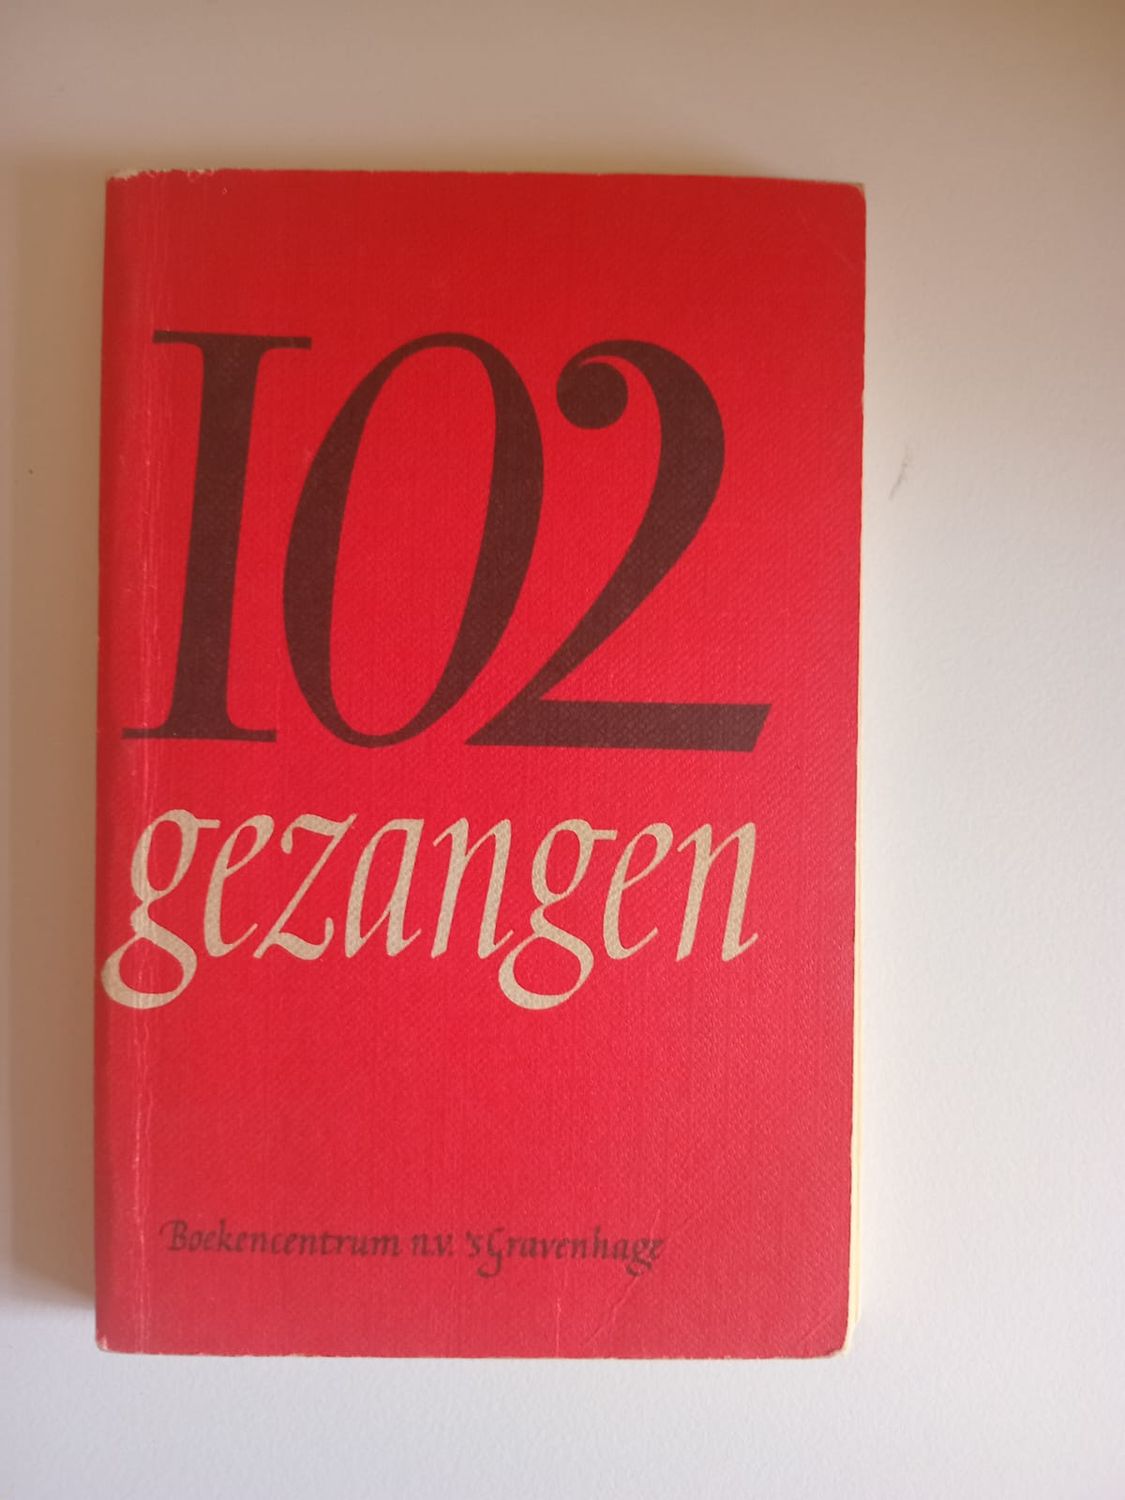 102
gezangen
Boekencentrum n.v. 's Gravenhage